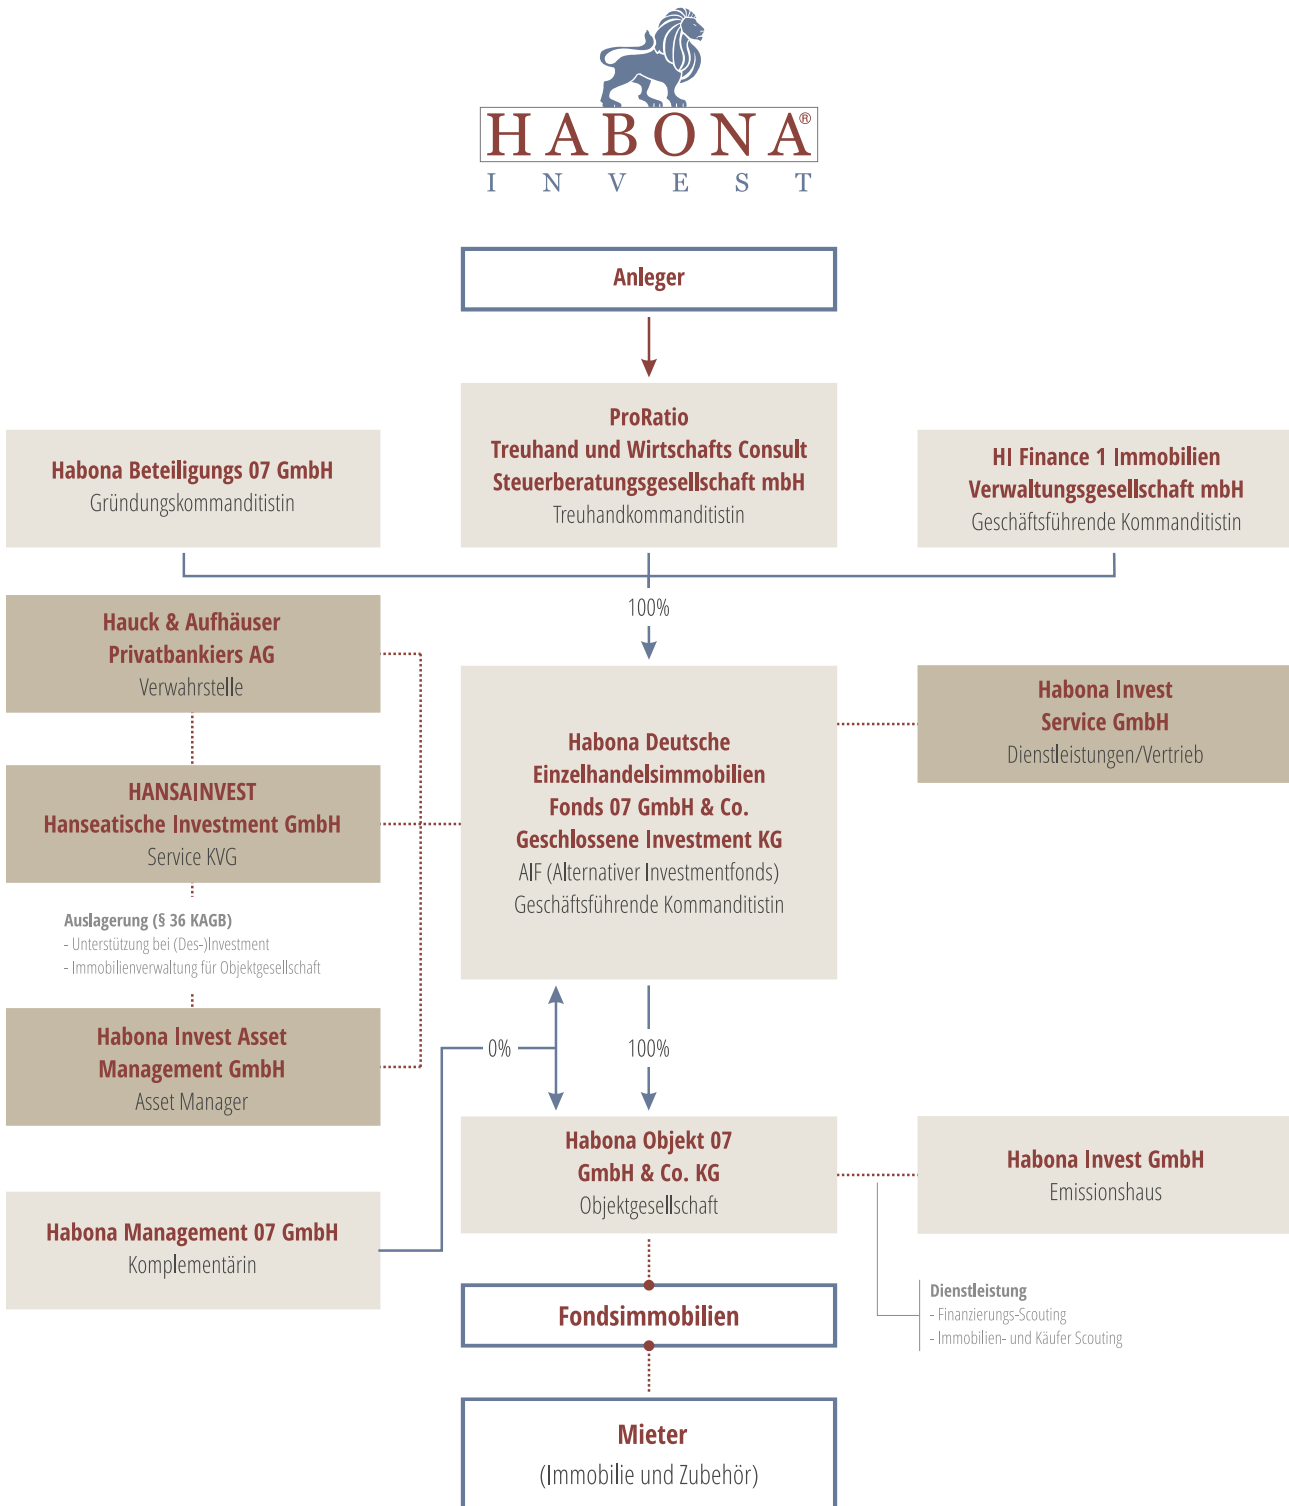 HABONA®
INVEST
Anleger
ProRatio
Treuhand und Wirtschafts Consult
Steuerberatungsgesellschaft mbH
Treuhandkommanditistin
Habona Beteiligungs 07 GmbH
Gründungskommanditistin
HI Finance 1 Immobilien
Verwaltungsgesellschaft mbH
Geschäftsführende Kommanditistin
100%
Hauck & Aufhäuser
Privatbankiers AG
Verwahrstelle
Habona Deutsche
Einzelhandelsimmobilien
Fonds 07 GmbH & Co.
Geschlossene Investment KG
AIF (Alternativer Investmentfonds)
Geschäftsführende Kommanditistin
Habona Invest
Service GmbH
Dienstleistungen/Vertrieb
HANSAINVEST
Hanseatische Investment GmbH
Service KVG
Auslagerung (§ 36 KAGB)
- Unterstützung bei (Des-)Investment
- Immobilienverwaltung für Objektgesellschaft
Habona Invest Asset
Management GmbH
Asset Manager
0%
100%
Habona Objekt 07
GmbH & Co. KG
Objektgesellschaft
Habona Invest GmbH
Emissionshaus
Habona Management 07 GmbH
Komplementärin
Dienstleistung
- Finanzierungs-Scouting
- Immobilien- und Käufer Scouting
Fondsimmobilien
Mieter
(Immobilie und Zubehör)